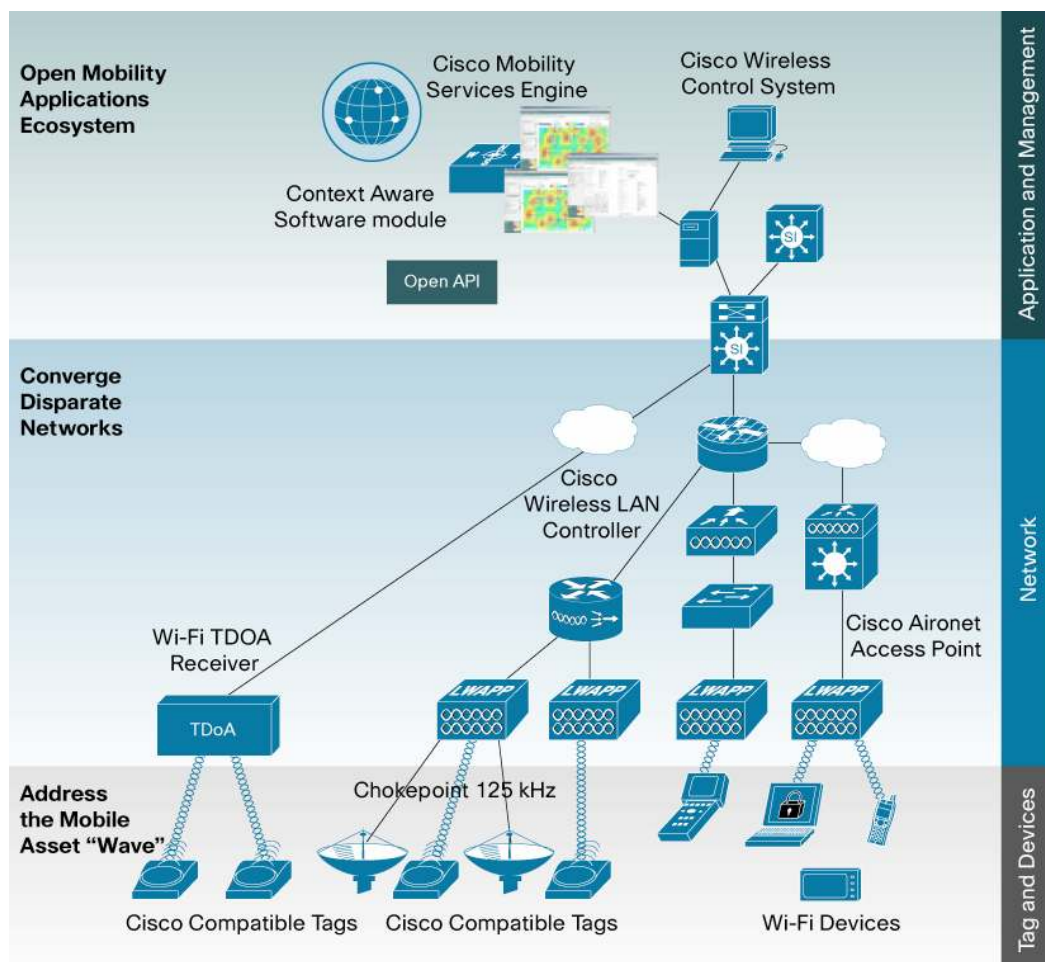 Open Mobility
Applications
Ecosystem
Cisco Mobility
Services Engine
Cisco Wireless
Control System
Context Aware
Software module
Open API
SI
SI
Application and Management
Converge
Disparate
Networks
Cisco
Wireless LAN
Controller
Wi-Fi TDOA
Receiver
Cisco Aironet
Access Point
TDoA
LWAPP
LWAPP
LWAPP
LWAPP
Network
Address
the Mobile
Asset “Wave”
Chokepoint 125 kHz
Cisco Compatible Tags
Cisco Compatible Tags
Wi-Fi Devices
Tag and Devices